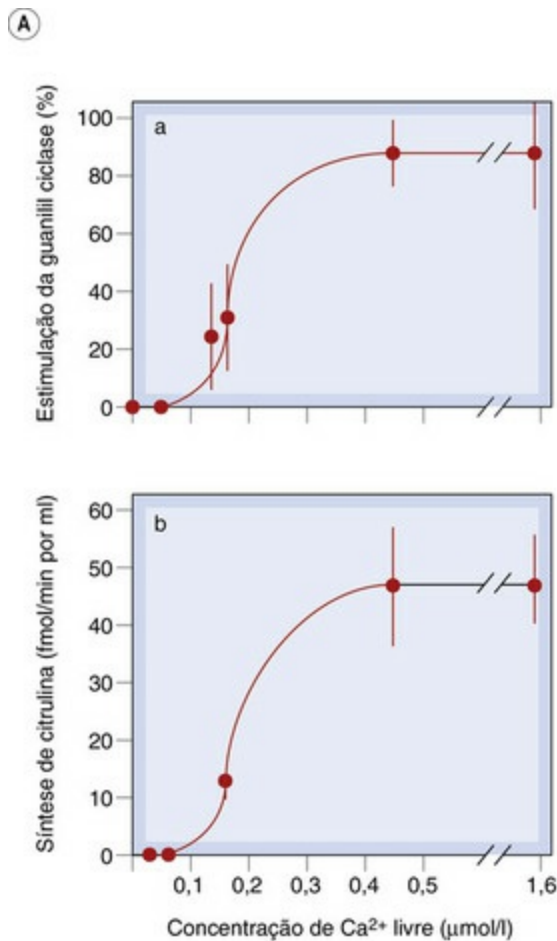 A
Estimulação da guanilil ciclase (%)
a
100
80
60
40
20
0
Síntese de citrulina (fmol/min por ml)
b
60
50
40
30
20
10
0
0,1 0,2 0,3 0,4 0,5 1,6
Concentração de Ca²⁺ livre (μmol/l)